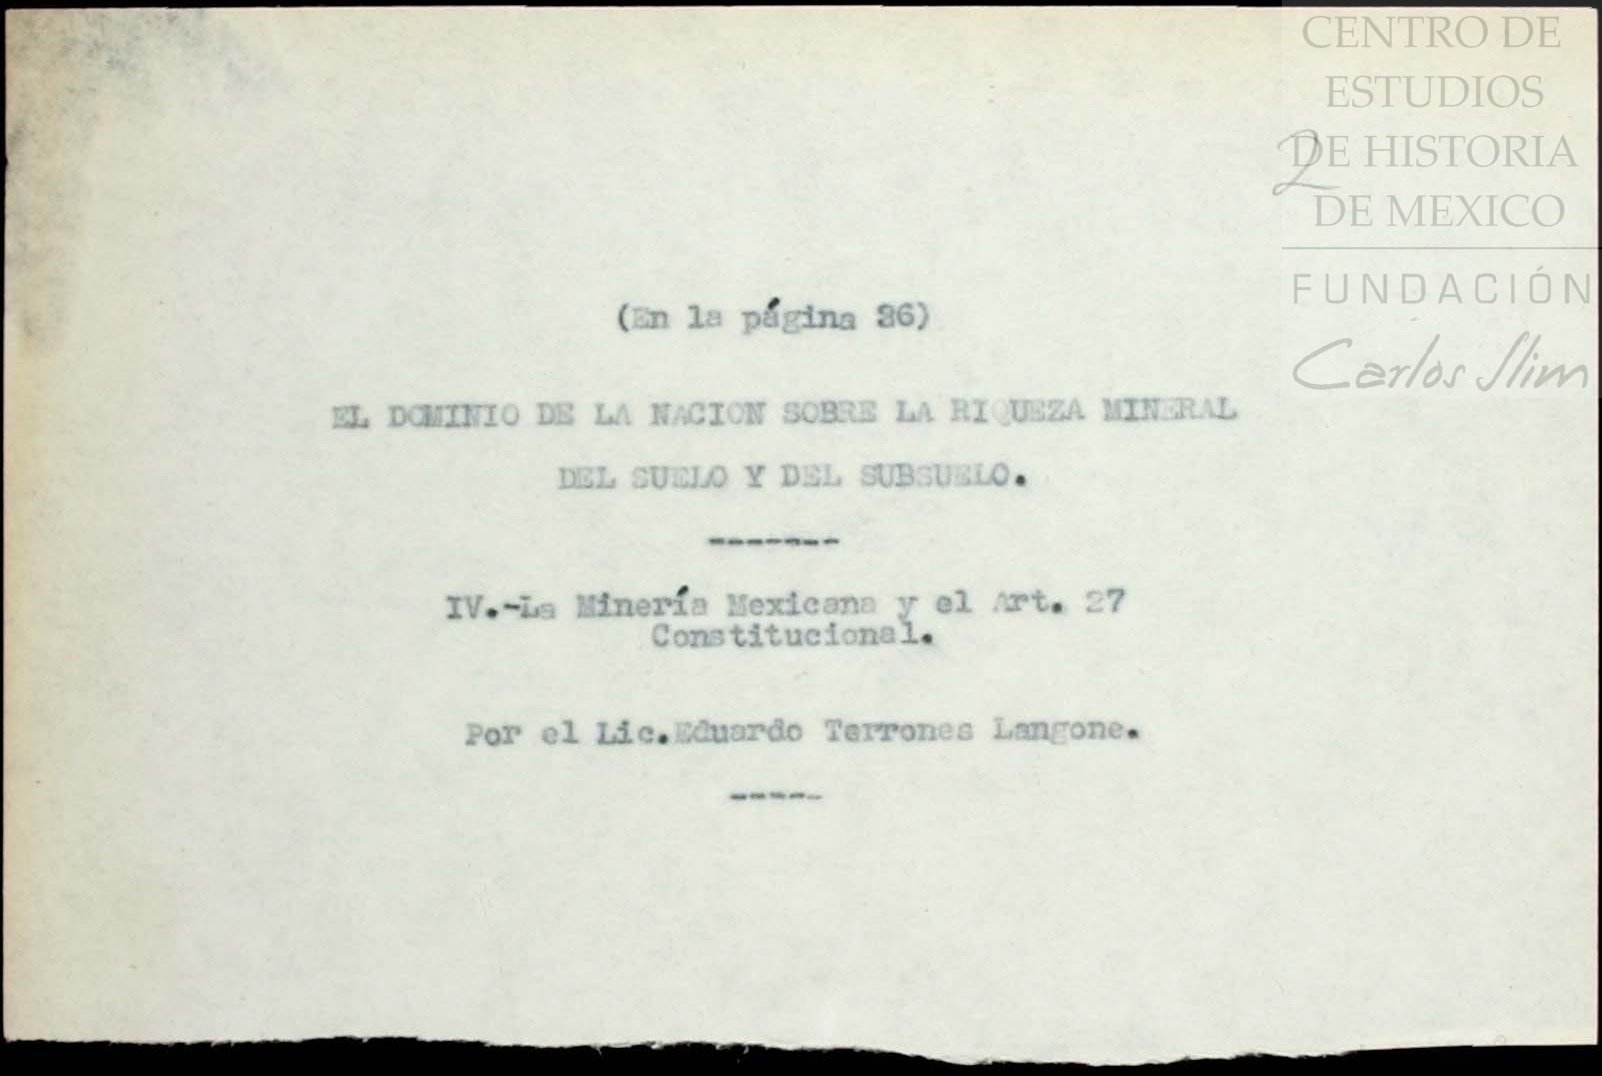 CENTRO DE
ESTUDIOS
DE HISTORIA
DE MEXICO
FUNDACIÓN
Carlos Slim
2
(En la página 26)
EL DOMINIO DE LA NACION SOBRE LA RIQUEZA MINERAL
DEL SUELO Y DEL SUBSUELO.
-------
IV.-La Minería Mexicana y el Art. 27
Constitucional.
Por el Lic.Eduardo Terrones Langone.
-----